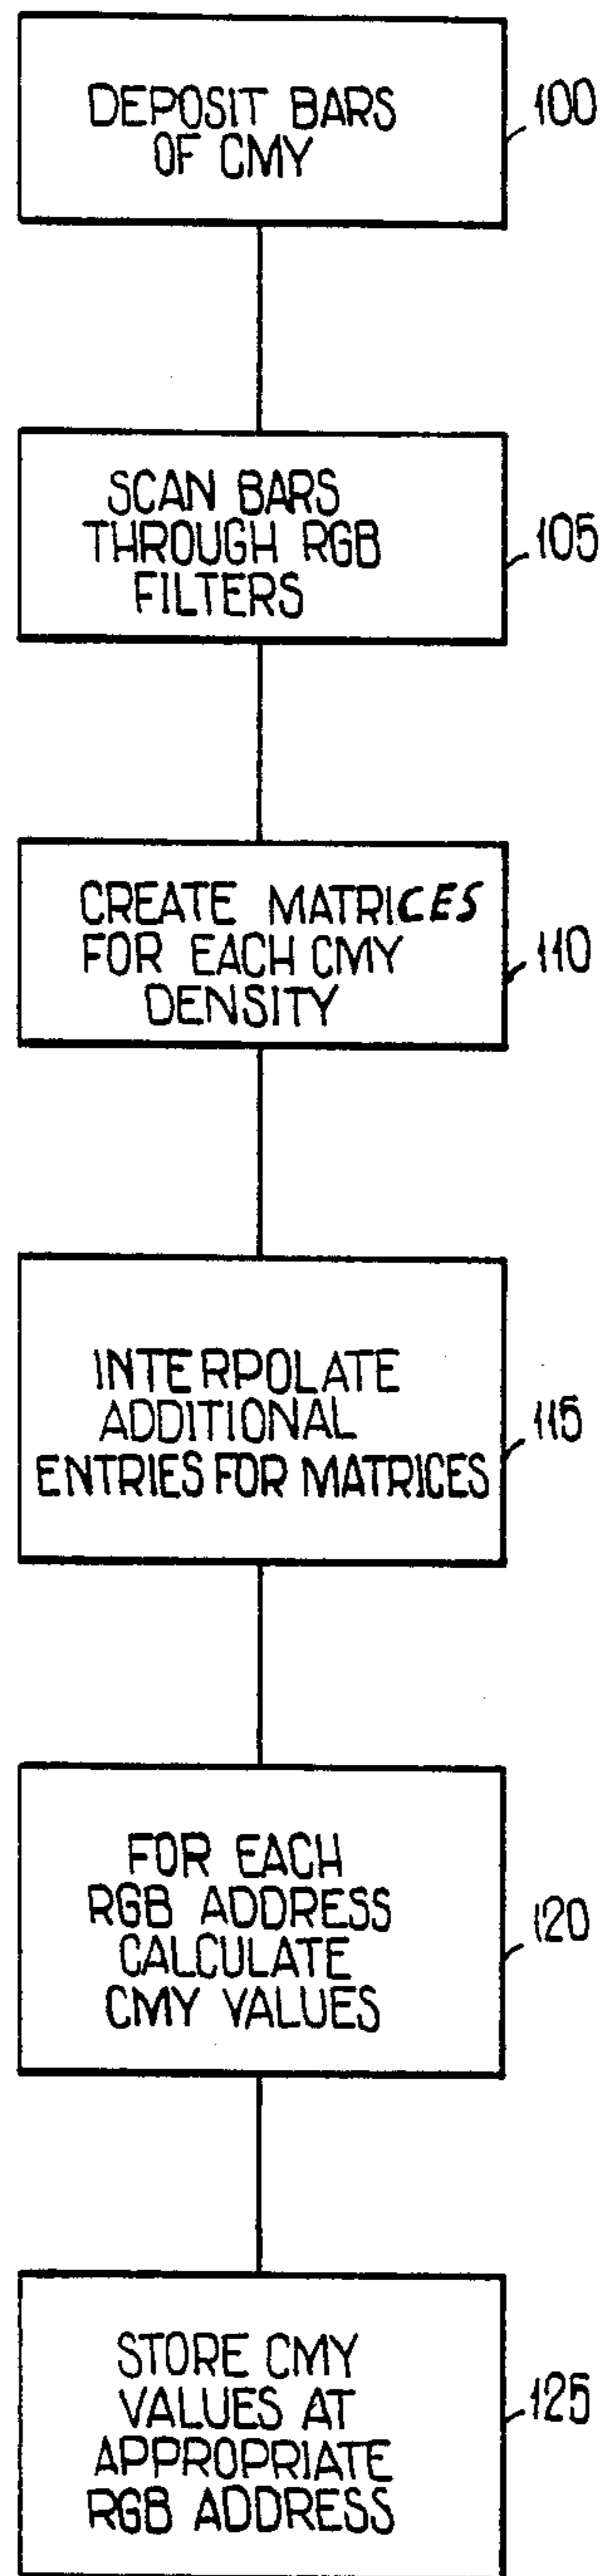 DEPOSIT BARS
OF CMY
100
SCAN BARS
THROUGH RGB
FILTERS
105
CREATE MATRICES
FOR EACH CMY
DENSITY
110
INTERPOLATE
ADDITIONAL
ENTRIES FOR MATRICES
115
FOR EACH
RGB ADDRESS
CALCULATE
CMY VALUES
120
STORE CMY
VALUES AT
APPROPRIATE
RGB ADDRESS
125